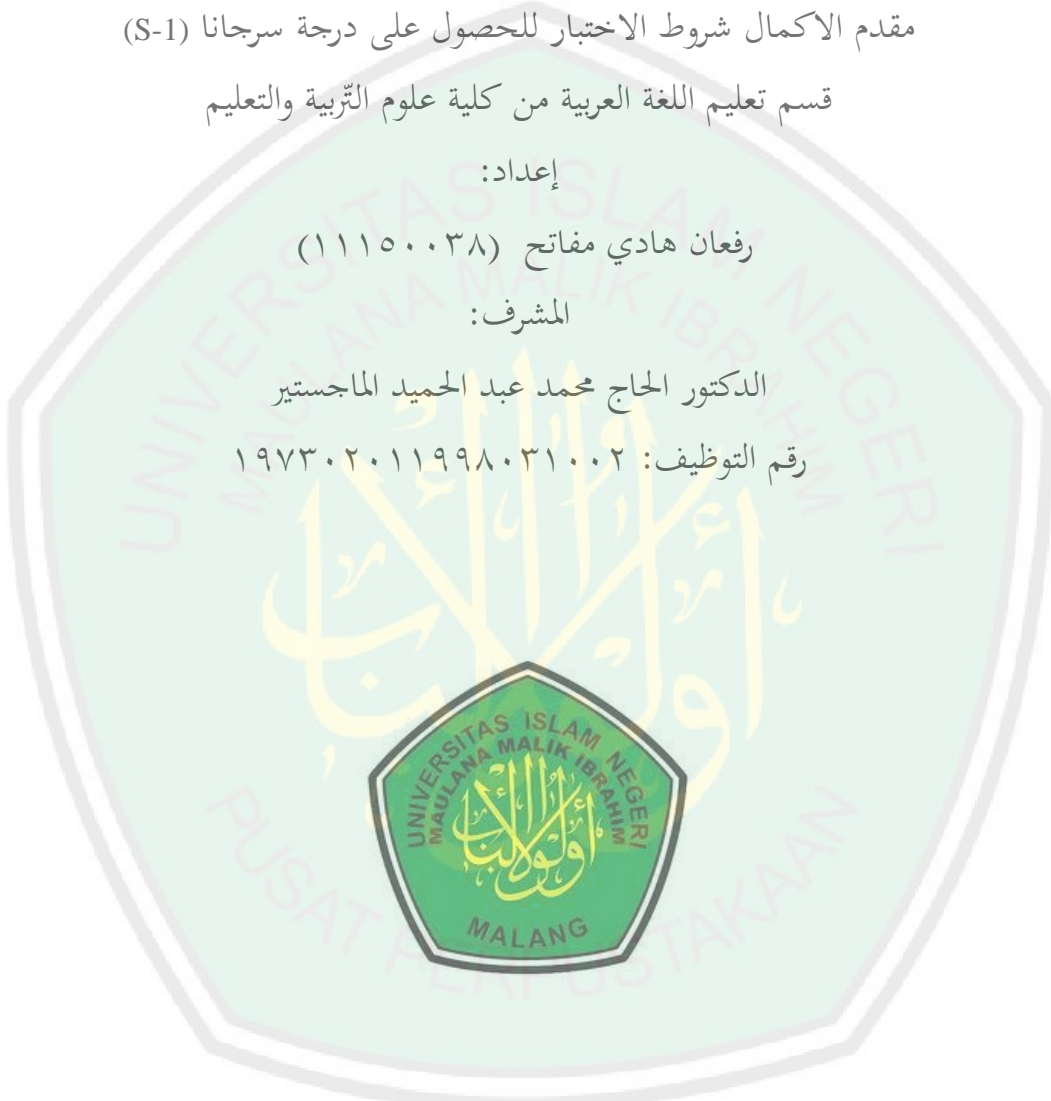 مقدم الاكمال شروط الاختبار للحصول على درجة سرجانا (S-1)
قسم تعليم اللغة العربية من كلية علوم التّربية والتعليم
إعداد:
رفعان هادي مفاتح (١١١٥٠٠٣٨)
المشرف:
الدكتور الحاج محمد عبد الحميد الماجستير
رقم التوظيف: ١٩٧٣٠٢٠١١٩٩٨٠٣١٠٠٢
UNIVERSITAS ISLAM NEGERI
MAULANA MALIK IBRAHIM
أولوا الألباب
PUSAT PERPUSTAKAAN
UNIVERSITAS ISLAM NEGERI
MAULANA MALIK IBRAHIM
أولوا الألباب
MALANG